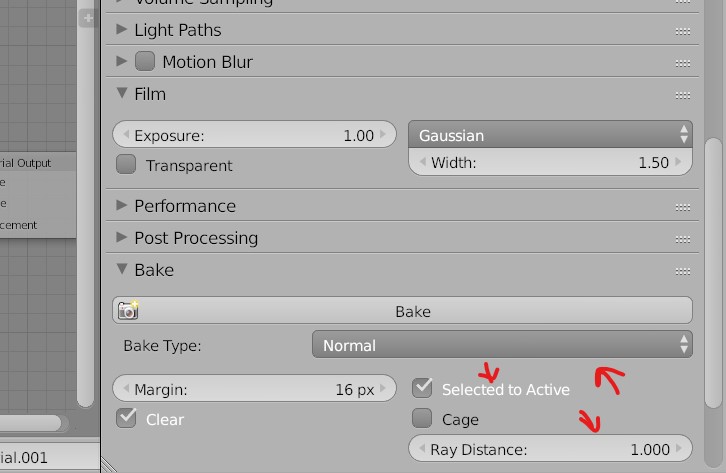 Volume Sampling
Light Paths
Motion Blur
rial Output
Film
e
Exposure: 1.00
Gaussian
e
Transparent
Width: 1.50
cement
Performance
Post Processing
Bake
Bake
Bake Type: Normal
Margin: 16 px
Selected to Active
Clear
Cage
Ray Distance: 1.000
ial.001